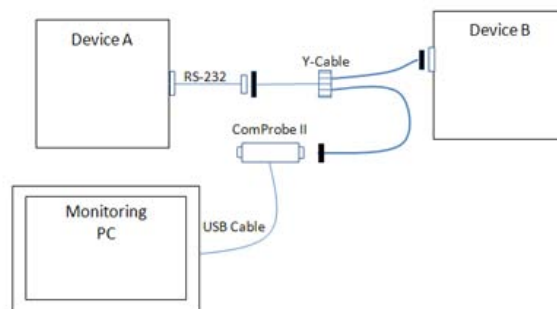 Device A
Device B
Y-Cable
RS-232
ComProbe II
Monitoring
PC
USB Cable